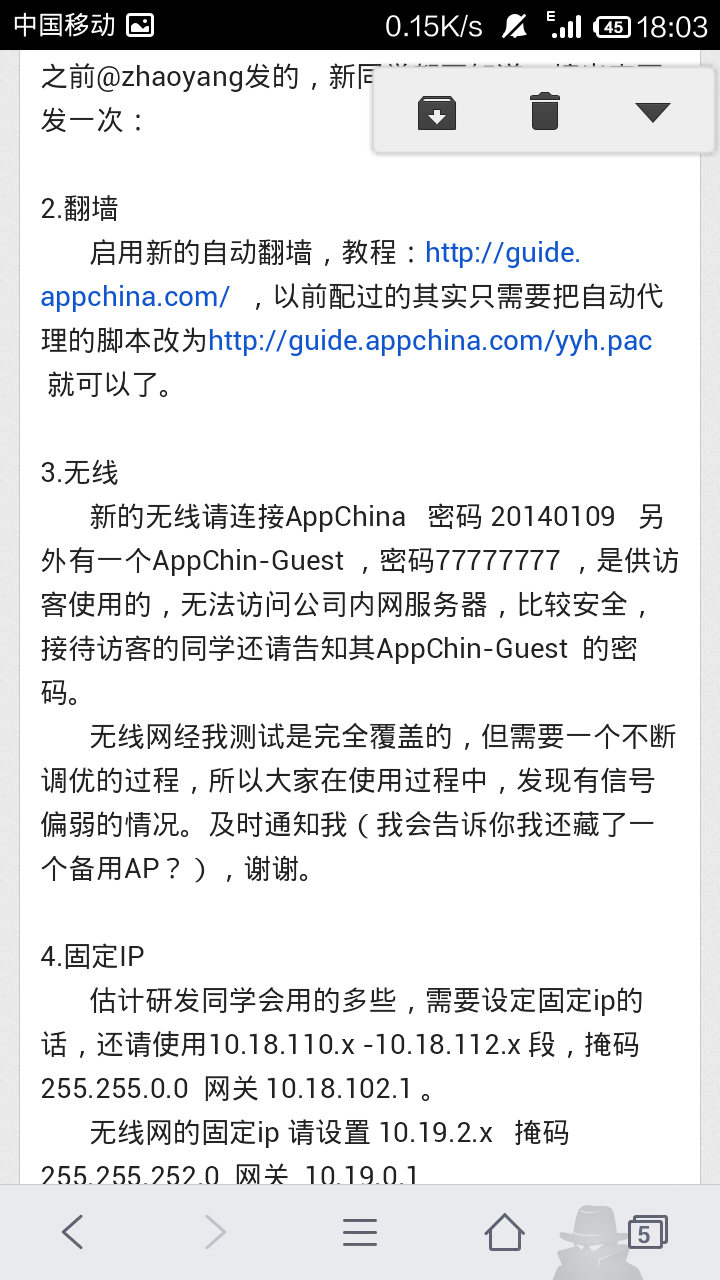 中国移动 0.15K/s E 45 18:03
之前@zhaoyang发的，新同
发一次：
2.翻墙
启用新的自动翻墙，教程：http://guide.
appchina.com/ ，以前配过的其实只需要把自动代
理的脚本改为http://guide.appchina.com/yyh.pac
就可以了。
3.无线
新的无线请连接AppChina 密码 20140109 另
外有一个AppChin-Guest ，密码77777777 ，是供访
客使用的，无法访问公司内网服务器，比较安全，
接待访客的同学还请告知其AppChin-Guest 的密
码。
无线网经我测试是完全覆盖的，但需要一个不断
调优的过程，所以大家在使用过程中，发现有信号
偏弱的情况。及时通知我（我会告诉你我还藏了一
个备用AP？），谢谢。
4.固定IP
估计研发同学会用的多些，需要设定固定ip的
话，还请使用10.18.110.x -10.18.112.x 段，掩码
255.255.0.0 网关 10.18.102.1 。
无线网的固定ip 请设置 10.19.2.x 掩码
255.255.252.0 网关 10.19.0.1
5